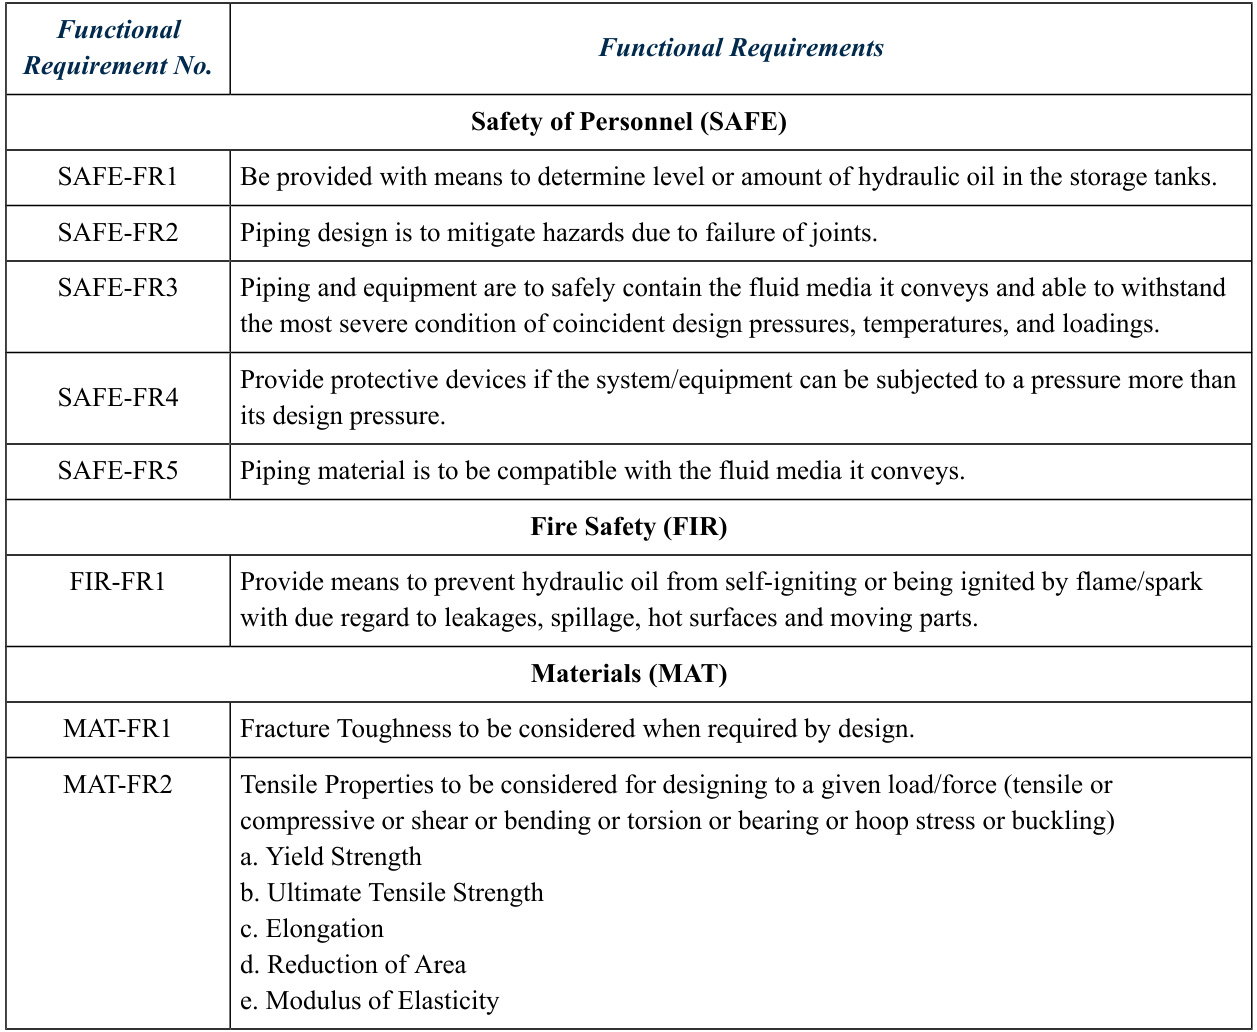 Functional
Requirement No.
Functional Requirements
Safety of Personnel (SAFE)
SAFE-FR1
Be provided with means to determine level or amount of hydraulic oil in the storage tanks.
SAFE-FR2
Piping design is to mitigate hazards due to failure of joints.
SAFE-FR3
Piping and equipment are to safely contain the fluid media it conveys and able to withstand
the most severe condition of coincident design pressures, temperatures, and loadings.
SAFE-FR4
Provide protective devices if the system/equipment can be subjected to a pressure more than
its design pressure.
SAFE-FR5
Piping material is to be compatible with the fluid media it conveys.
Fire Safety (FIR)
FIR-FR1
Provide means to prevent hydraulic oil from self-igniting or being ignited by flame/spark
with due regard to leakages, spillage, hot surfaces and moving parts.
Materials (MAT)
MAT-FR1
Fracture Toughness to be considered when required by design.
MAT-FR2
Tensile Properties to be considered for designing to a given load/force (tensile or
compressive or shear or bending or torsion or bearing or hoop stress or buckling)
a. Yield Strength
b. Ultimate Tensile Strength
c. Elongation
d. Reduction of Area
e. Modulus of Elasticity